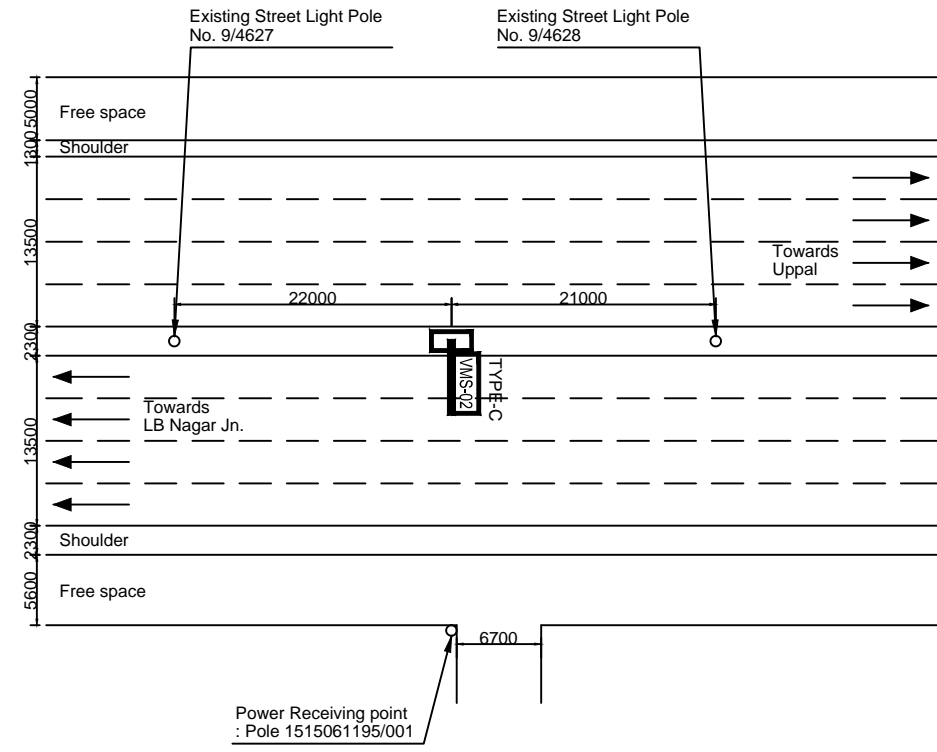 Existing Street Light Pole
No. 9/4627
Existing Street Light Pole
No. 9/4628
5000
Free space
1300
Shoulder
13500
Towards
Uppal
22000
21000
2300
TYPE-C
VMS-02
Towards
LB Nagar Jn.
13500
2300
Shoulder
5600
Free space
6700
Power Receiving point
: Pole 1515061195/001